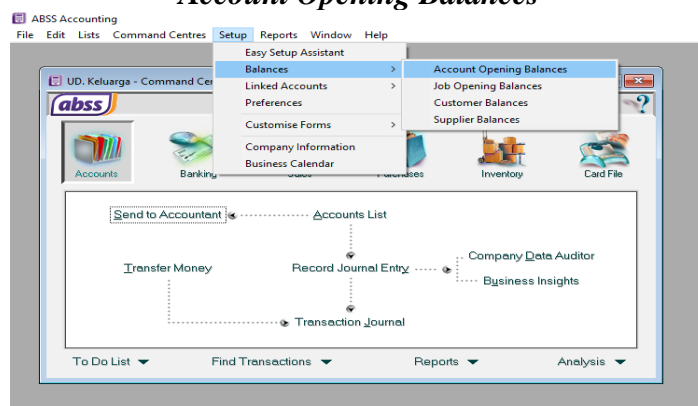 Account Opening Balances
ABSS Accounting
File Edit Lists Command Centres Setup Reports Window Help
Easy Setup Assistant
Balances >
Linked Accounts >
Preferences
Customise Forms >
Company Information
Business Calendar
Account Opening Balances
Job Opening Balances
Customer Balances
Supplier Balances
UD. Keluarga - Command Cer
abss
?
Accounts Banking Sales Purchases Inventory Card File
Send to Accountant Accounts List
Transfer Money Record Journal Entry Company Data Auditor
Business Insights
Transaction Journal
To Do List Find Transactions Reports Analysis